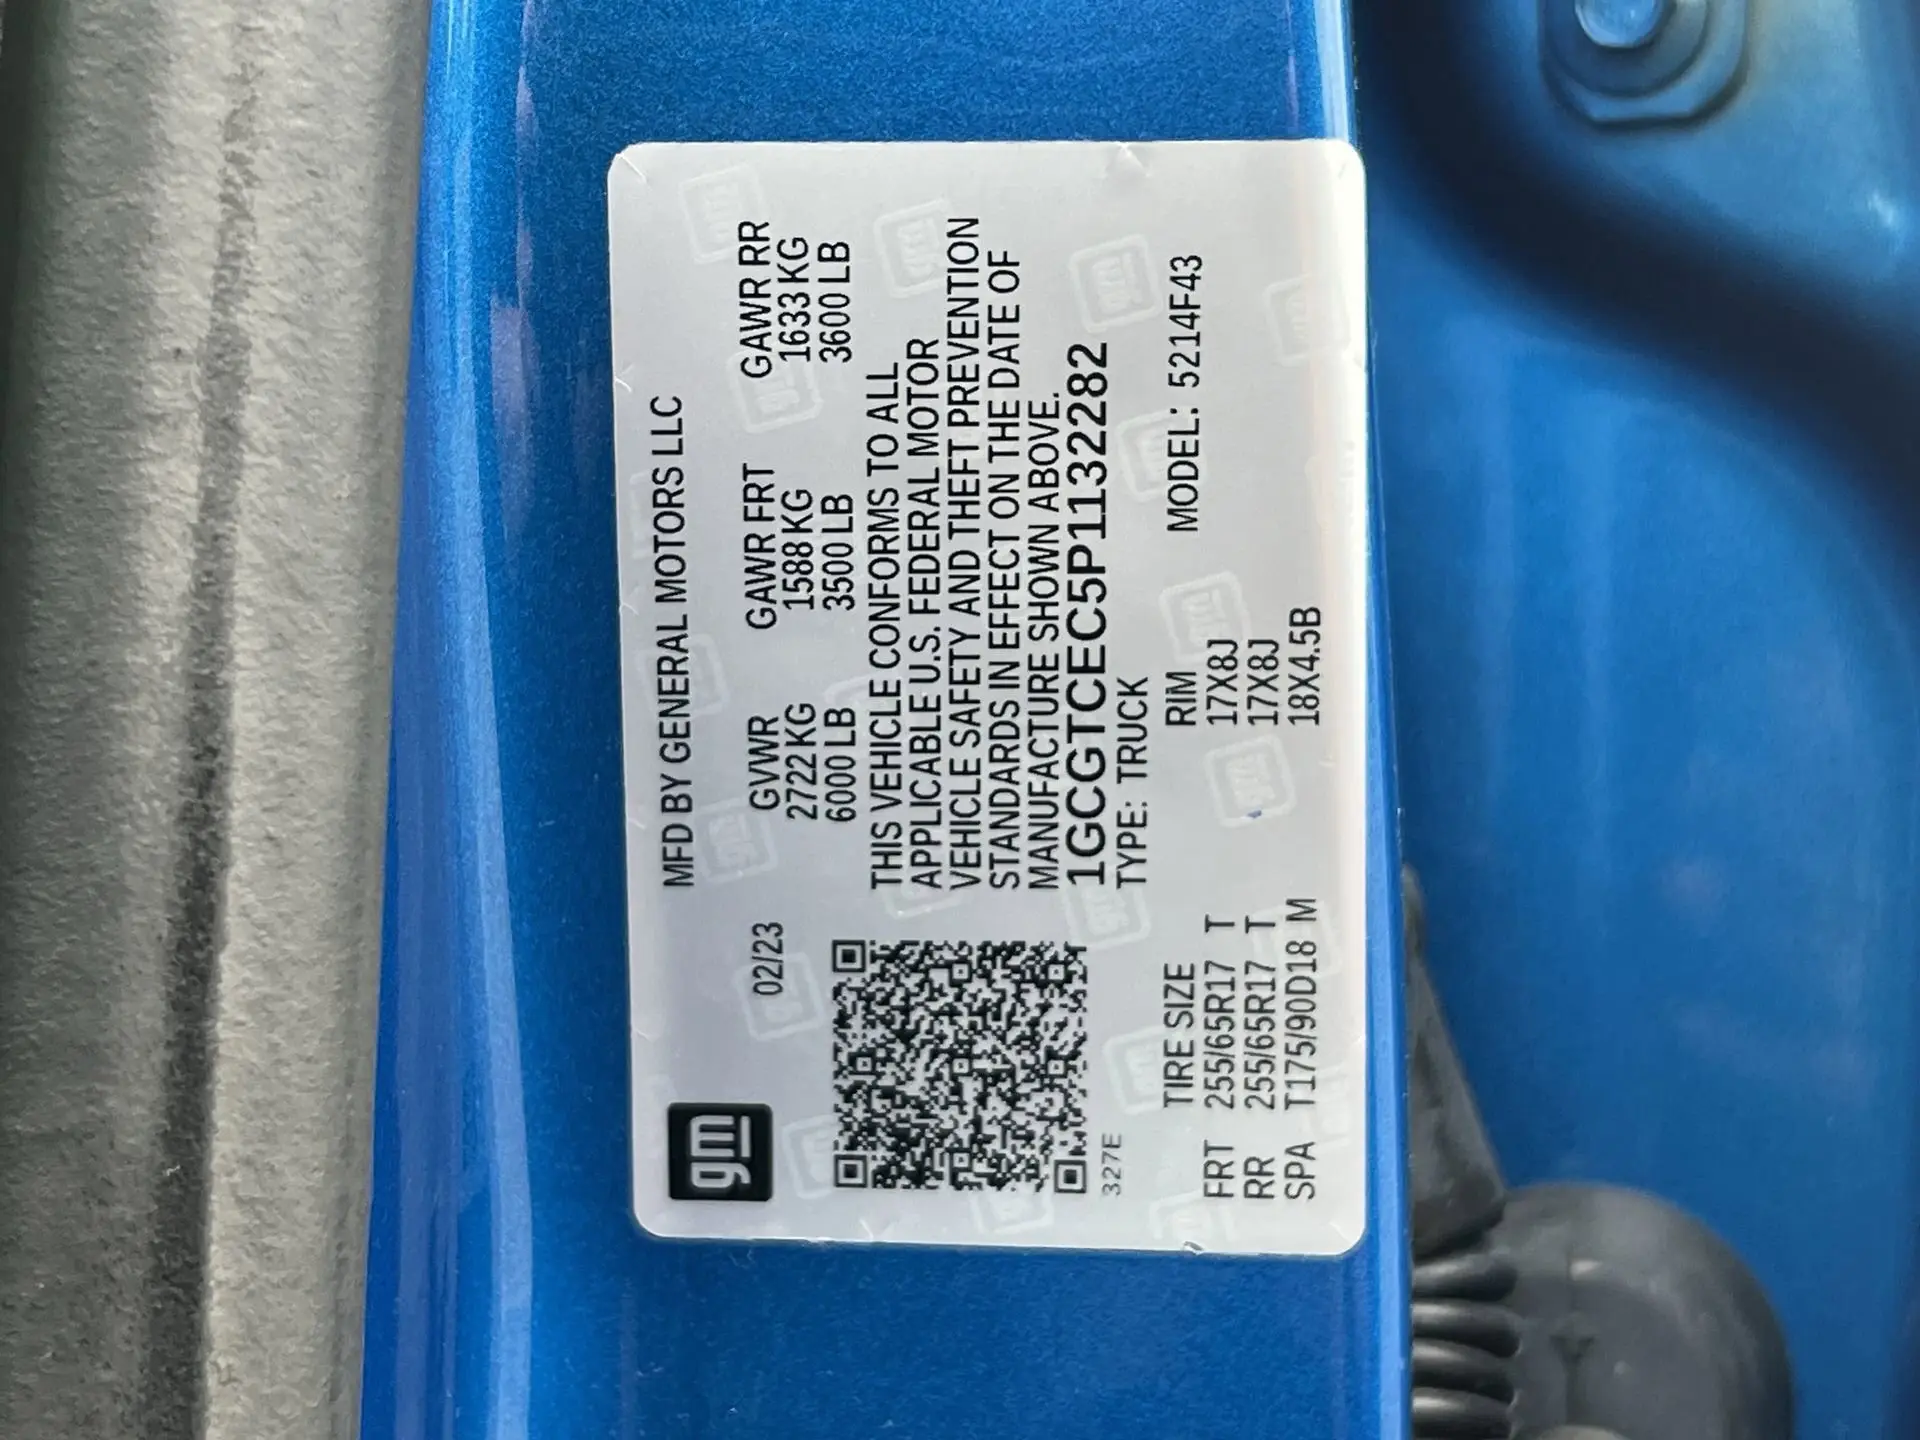 gm
MFD BY GENERAL MOTORS LLC
02/23
GVWR GAWR FRT GAWR RR
2722 KG 1588 KG 1633 KG
6000 LB 3500 LB 3600 LB
THIS VEHICLE CONFORMS TO ALL
APPLICABLE U.S. FEDERAL MOTOR
VEHICLE SAFETY AND THEFT PREVENTION
STANDARDS IN EFFECT ON THE DATE OF
MANUFACTURE SHOWN ABOVE.
1GCGTCEC5P1132282
327E
TYPE: TRUCK
TIRE SIZE RIM MODEL: 5214F43
FRT 255/65R17 T 17X8J
RR 255/65R17 T 17X8J
SPA T175/90D18 M 18X4.5B